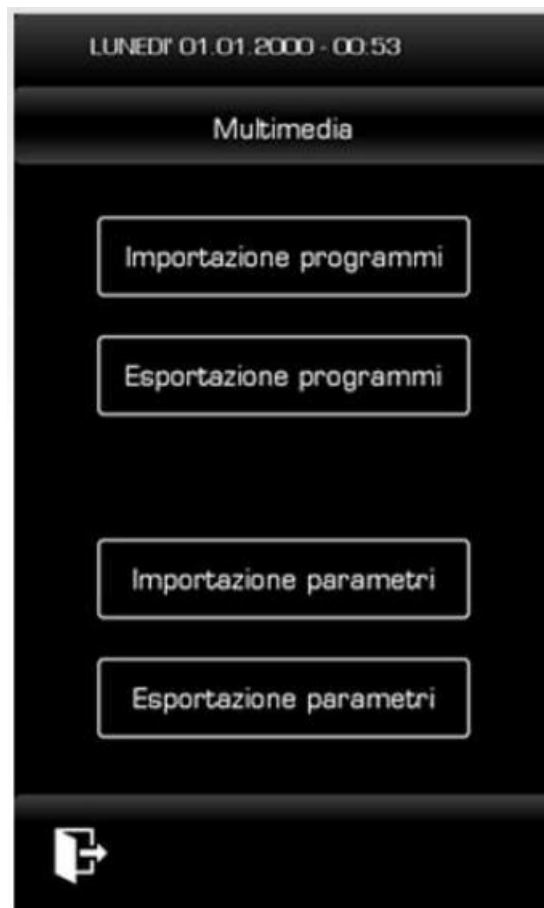 LUNEDI' 01.01.2000 - 00:53
Multimedia
Importazione programmi
Esportazione programmi
Importazione parametri
Esportazione parametri